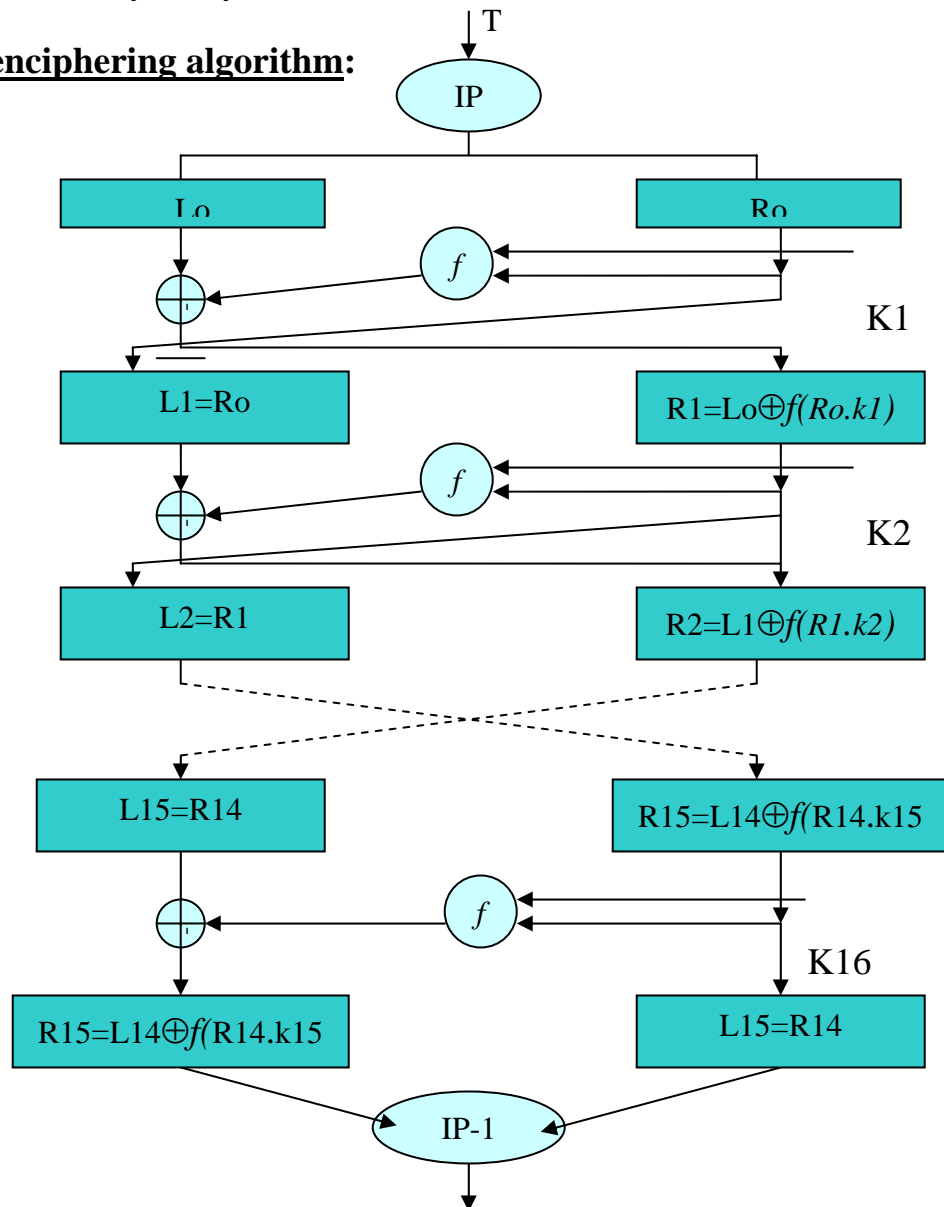 T
enciphering algorithm:
IP
Lo
Ro
f
K1
L1=Ro
R1=Lo⊕f(Ro.k1)
f
K2
L2=R1
R2=L1⊕f(R1.k2)
L15=R14
R15=L14⊕f(R14.k15
f
K16
R15=L14⊕f(R14.k15
L15=R14
IP-1